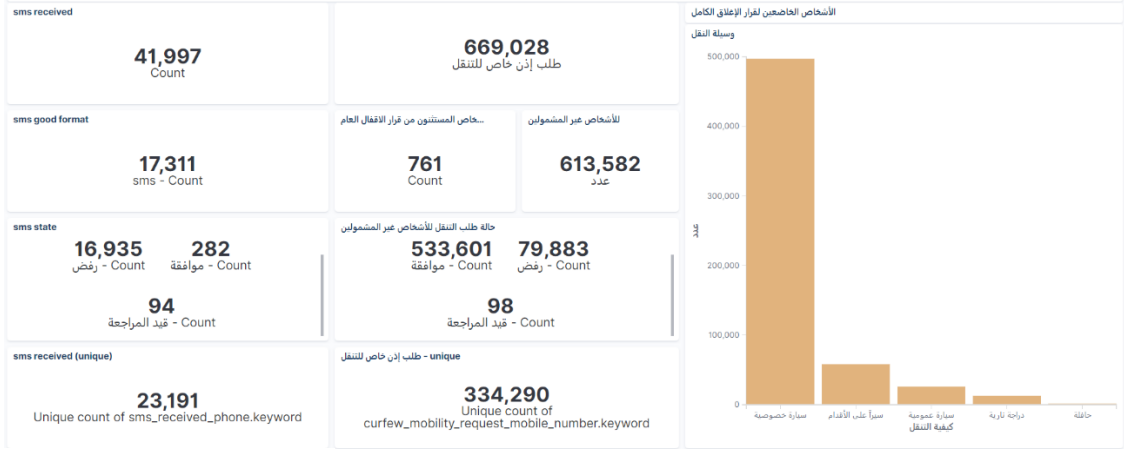 sms received
41,997
Count
669,028
طلب إذن خاص للتنقل
sms good format
17,311
sms - Count
...خاص المستثنون من قرار الاقفال العام
761
Count
للأشخاص غير المشمولين
613,582
عدد
sms state
16,935
رفض - Count
282
موافقة - Count
94
قيد المراجعة - Count
حالة طلب التنقل للأشخاص غير المشمولين
533,601
موافقة - Count
79,883
رفض - Count
98
قيد المراجعة - Count
sms received (unique)
23,191
Unique count of sms_received_phone.keyword
طلب إذن خاص للتنقل - unique
334,290
Unique count of
curfew_mobility_request_mobile_number.keyword
الأشخاص الخاضعين لقرار الإغلاق الكامل
وسيلة النقل
500,000
400,000
300,000
200,000
100,000
0
عدد
سيارة خصوصية
سيراً على الأقدام
سيارة عمومية
دراجة نارية
حافلة
كيفية التنقل